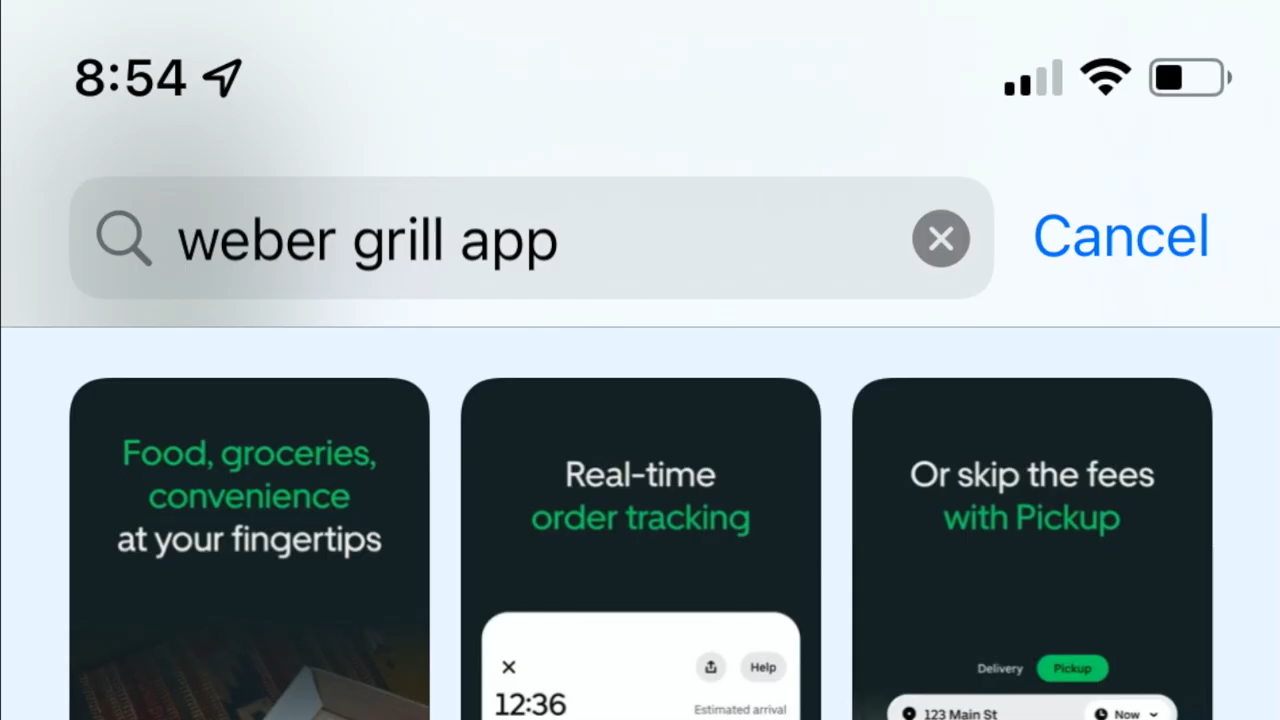 8:54
weber grill app
Cancel
Food, groceries,
convenience
at your fingertips
Real-time
order tracking
Help
12:36
Estimated arrival
Or skip the fees
with Pickup
Delivery
Pickup
123 Main St
Now